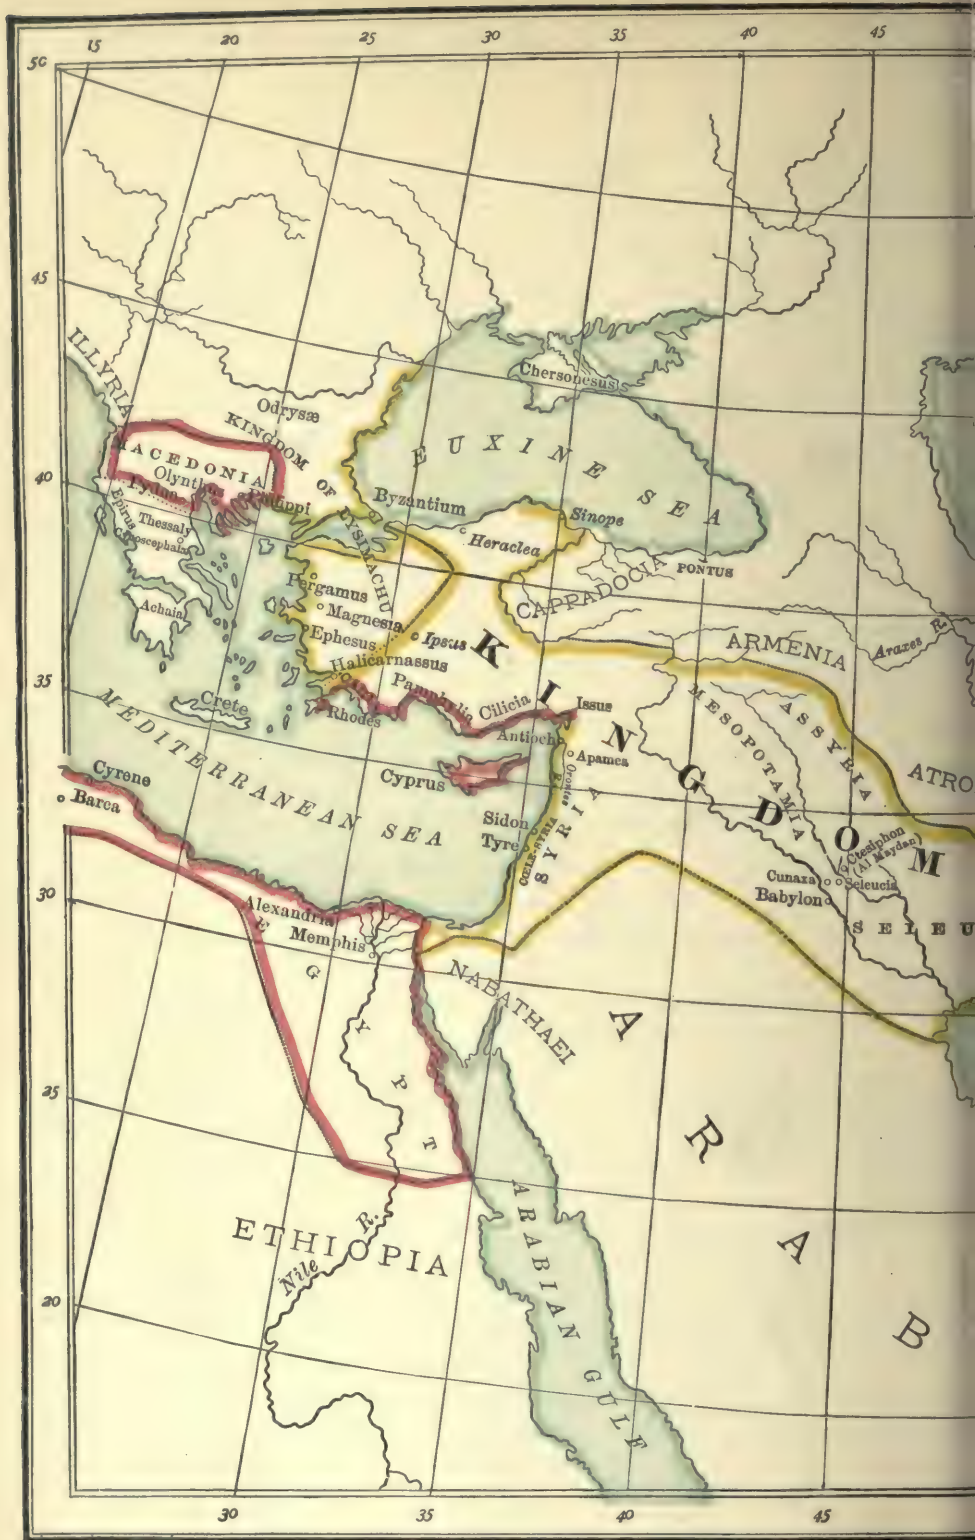 15 20 25 30 35 40 45
50
45
40
35
30
25
20
30 35 40 45
ILLYRIA
MACEDONIA
Olynthus
Pydna
Philippi
Epirus
Thessaly
Cynoscephalæ
Achaia
Odrysæ
KINGDOM OF LYSIMACHU
Chersonesus
EUXINE SEA
Byzantium
Heraclea
Sinope
PONTUS
CAPPADOCIA
ARMENIA
Araxes R.
Pergamus
Magnesia
Ephesus
Ipsus
Halicarnassus
Rhodes
Pamphylia
Cilicia
Issus
Crete
MEDITERRANEAN SEA
Cyprus
Antioch
Apamea
Orontes R.
Sidon
Tyre
CŒLE-SYRIA
SYRIA
MESOPOTAMIA
ASSYRIA
ATRO
KINGDOM
Ctesiphon
(Al Maydan)
Cunaxa
Seleucia
Babylon
SELEU
Cyrene
Barca
Alexandria
Memphis
EGYPT
NABATHAEI
ARAB
ARABIAN GULF
ETHIOPIA
Nile R.